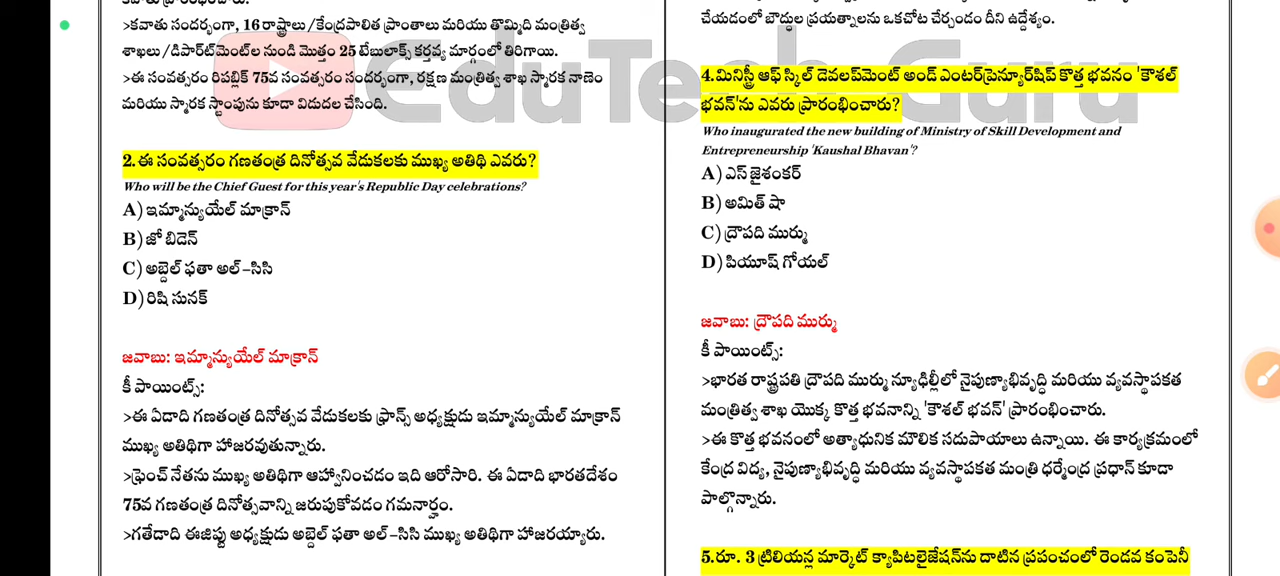 >కవాతు సందర్భంగా, 16 రాష్ట్రాలు/కేంద్రపాలిత ప్రాంతాలు మరియు తొమ్మిది మంత్రిత్వ
శాఖలు/డిపార్ట్‌మెంట్‌ల నుండి మొత్తం 25 టేబులాక్స్ కర్తవ్య మార్గంలో తిరిగాయి.
>ఈ సంవత్సరం రిపబ్లిక్ 75వ సంవత్సరం సందర్భంగా, రక్షణ మంత్రిత్వ శాఖ స్మారక నాణెం
మరియు స్మారక స్టాంపును కూడా విడుదల చేసింది.
2.ఈ సంవత్సరం గణతంత్ర దినోత్సవ వేడుకలకు ముఖ్య అతిథి ఎవరు?
Who will be the Chief Guest for this year's Republic Day celebrations?
A)ఇమ్మాన్యుయేల్ మాక్రాన్
B)జో బిడెన్
C)అబ్దెల్ ఫతా అల్-సిసి
D)రిషి సునక్
జవాబు: ఇమ్మాన్యుయేల్ మాక్రాన్
కీ పాయింట్స్:
>ఈ ఏడాది గణతంత్ర దినోత్సవ వేడుకలకు ఫ్రాన్స్ అధ్యక్షుడు ఇమ్మాన్యుయేల్ మాక్రాన్
ముఖ్య అతిథిగా హాజరవుతున్నారు.
>ఫ్రెంచ్ నేతను ముఖ్య అతిథిగా ఆహ్వానించడం ఇది ఆరోసారి. ఈ ఏడాది భారతదేశం
75వ గణతంత్ర దినోత్సవాన్ని జరుపుకోవడం గమనార్హం.
>గతేడాది ఈజిప్టు అధ్యక్షుడు అబ్దెల్ ఫతా అల్-సిసి ముఖ్య అతిథిగా హాజరయ్యారు.
చేయడంలో బౌద్ధుల ప్రయత్నాలను ఒకచోట చేర్చండం దీని ఉద్దేశ్యం.
4.మినిస్ట్రీ ఆఫ్ స్కిల్ దెవలప్‌మెంట్ అండ్ ఎంటర్‌ప్రెన్యూర్‌షిప్ కొత్త భవనం 'కౌశల్
భవన్'ను ఎవరు ప్రారంభించారు?
Who inaugurated the new building of Ministry of Skill Development and
Entrepreneurship 'Kaushal Bhavan'?
A)ఎస్ జైశంకర్
B)అమిత్ షా
C)ద్రౌపది ముర్ము
D)పియూష్ గోయల్
జవాబు: ద్రౌపది ముర్ము
కీ పాయింట్స్:
>భారత రాష్ట్రపతి ద్రౌపది ముర్ము న్యూఢిల్లీలో నైపుణ్యాభివృద్ధి మరియు వ్యవస్థాపకత
మంత్రిత్వ శాఖ యొక్క కొత్త భవనాన్ని 'కౌశల్ భవన్' ప్రారంభించారు.
>ఈ కొత్త భవనంలో అత్యాధునిక మౌలిక సదుపాయాలు ఉన్నాయి. ఈ కార్యక్రమంలో
కేంద్ర విద్య, నైపుణ్యాభివృద్ధి మరియు వ్యవస్థాపకత మంత్రి ధర్మేంద్ర ప్రధాన్ కూడా
పాల్గొన్నారు.
5.రూ. 3 ట్రిలియన్ల మార్కెట్ క్యాపిటలైజేషన్‌ను దాటిన ప్రపంచంలో రెండవ కంపెనీ
EduTech Guru